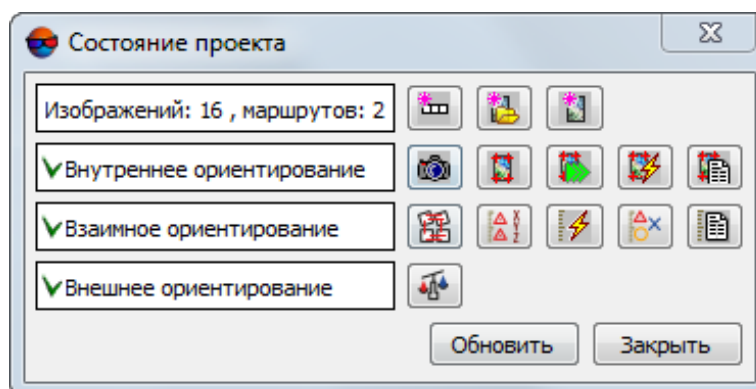 Состояние проекта
Изображений: 16 , маршрутов: 2
Внутреннее ориентирование
Взаимное ориентирование
X
Y
Z
Внешнее ориентирование
Обновить Закрыть